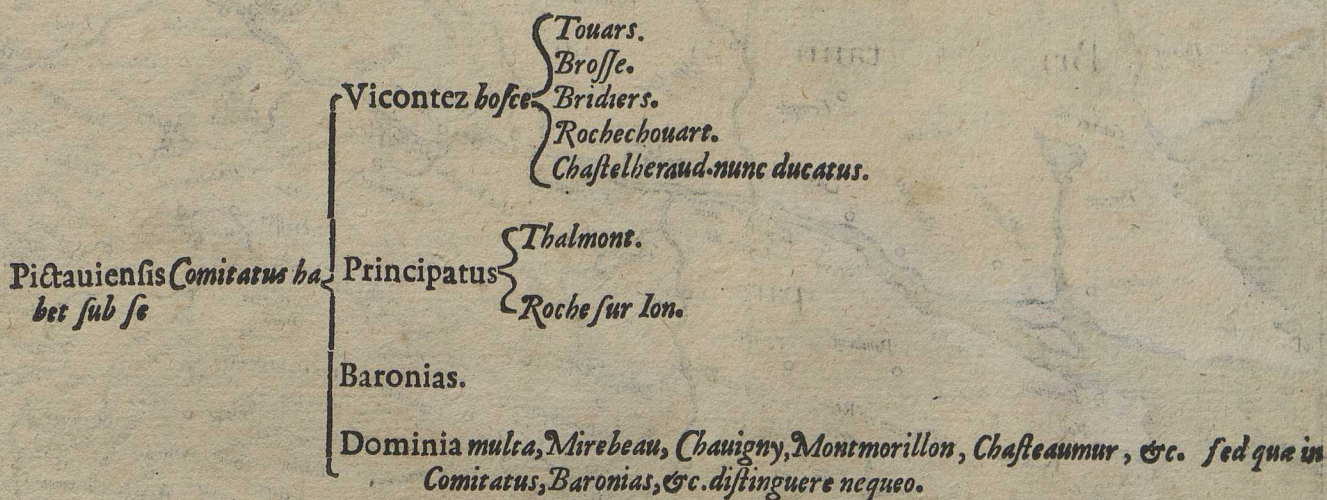 Touars.
Broſſe.
Vicontez hoſce Bridiers.
Rochechouart.
Chaſtelheraud. nunc ducatus.
Thalmont.
Pictauienſis Comitatus ha
bet ſub ſe
Principatus
Roche ſur Ion.
Baronias.
Dominia multa, Mirebeau, Chauigny, Montmorillon, Chaſteaumur, &c. ſed quæ in
Comitatus, Baronias, &c. diſtinguere nequeo.